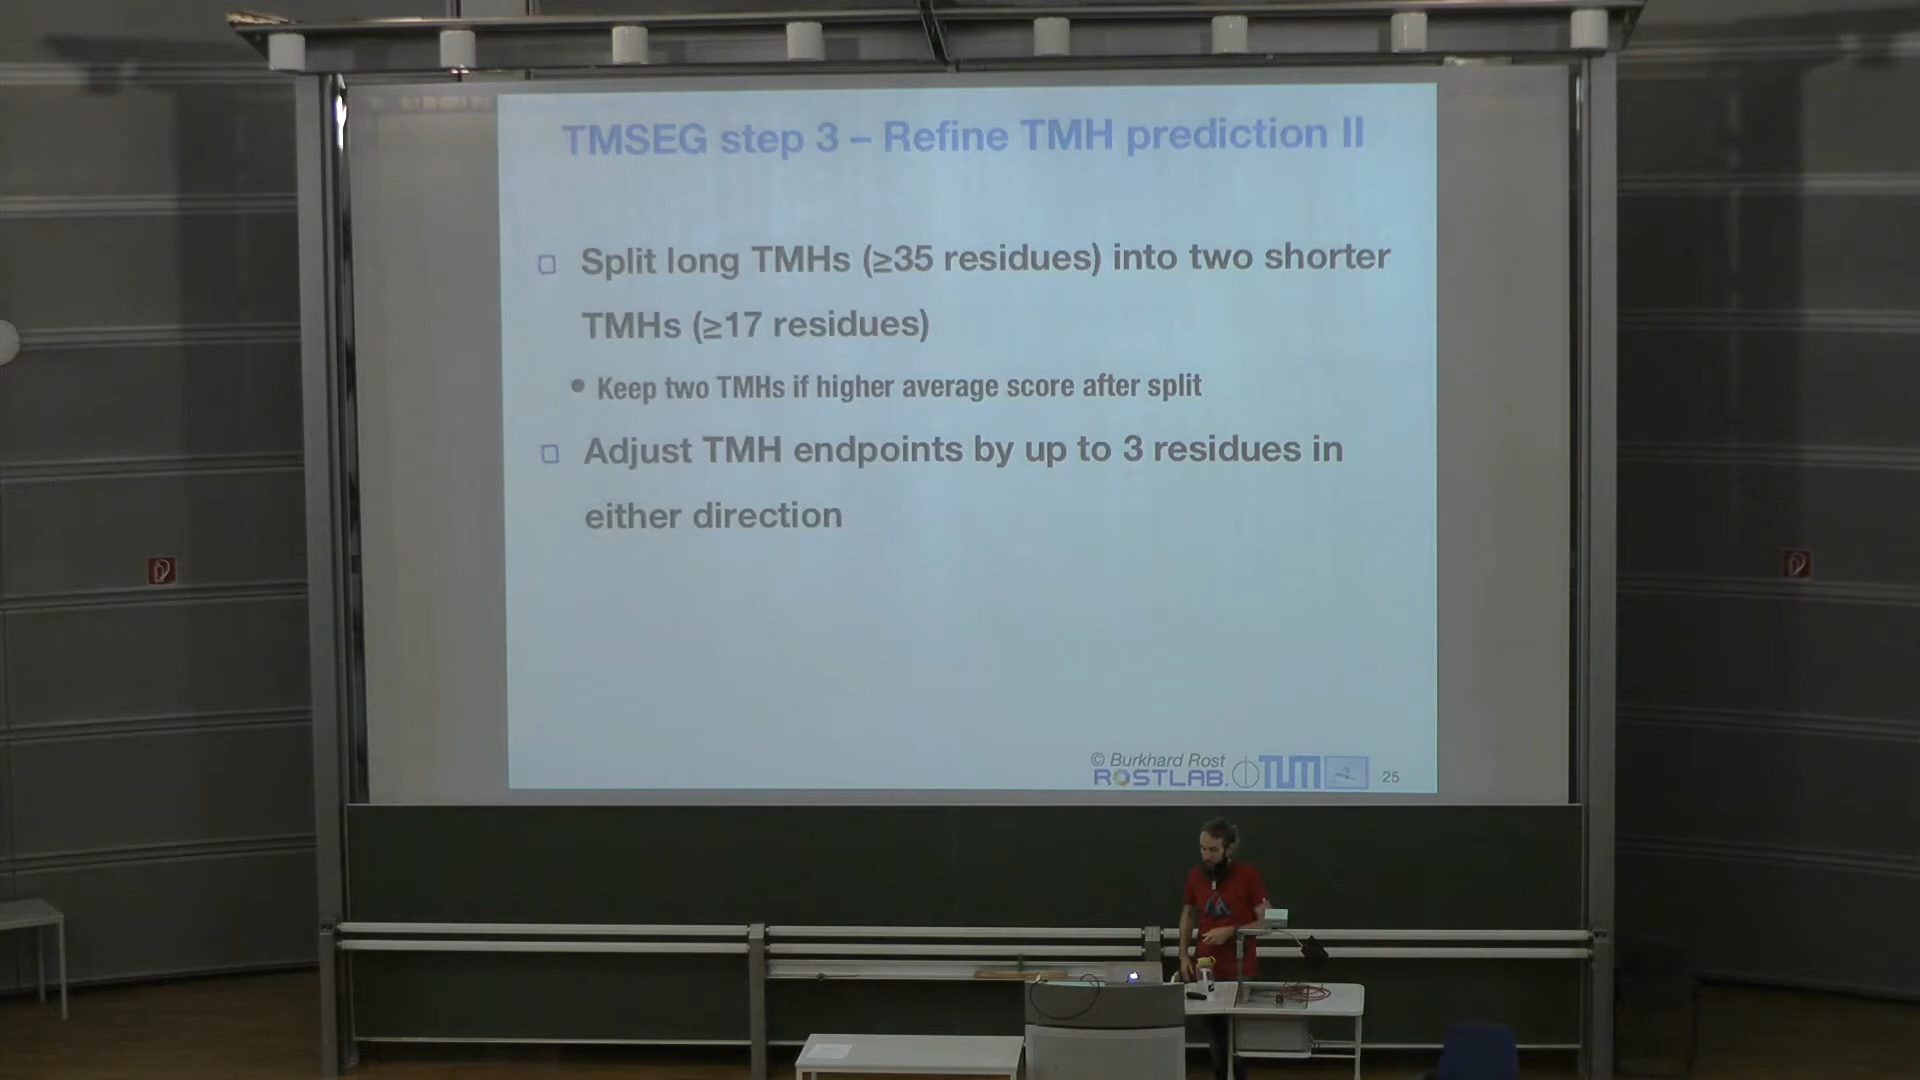 TMSEG step 3 – Refine TMH prediction II
Split long TMHs (≥35 residues) into two shorter
TMHs (≥17 residues)
Keep two TMHs if higher average score after split
Adjust TMH endpoints by up to 3 residues in
either direction
© Burkhard Rost
ROSTLAB. TUM 25